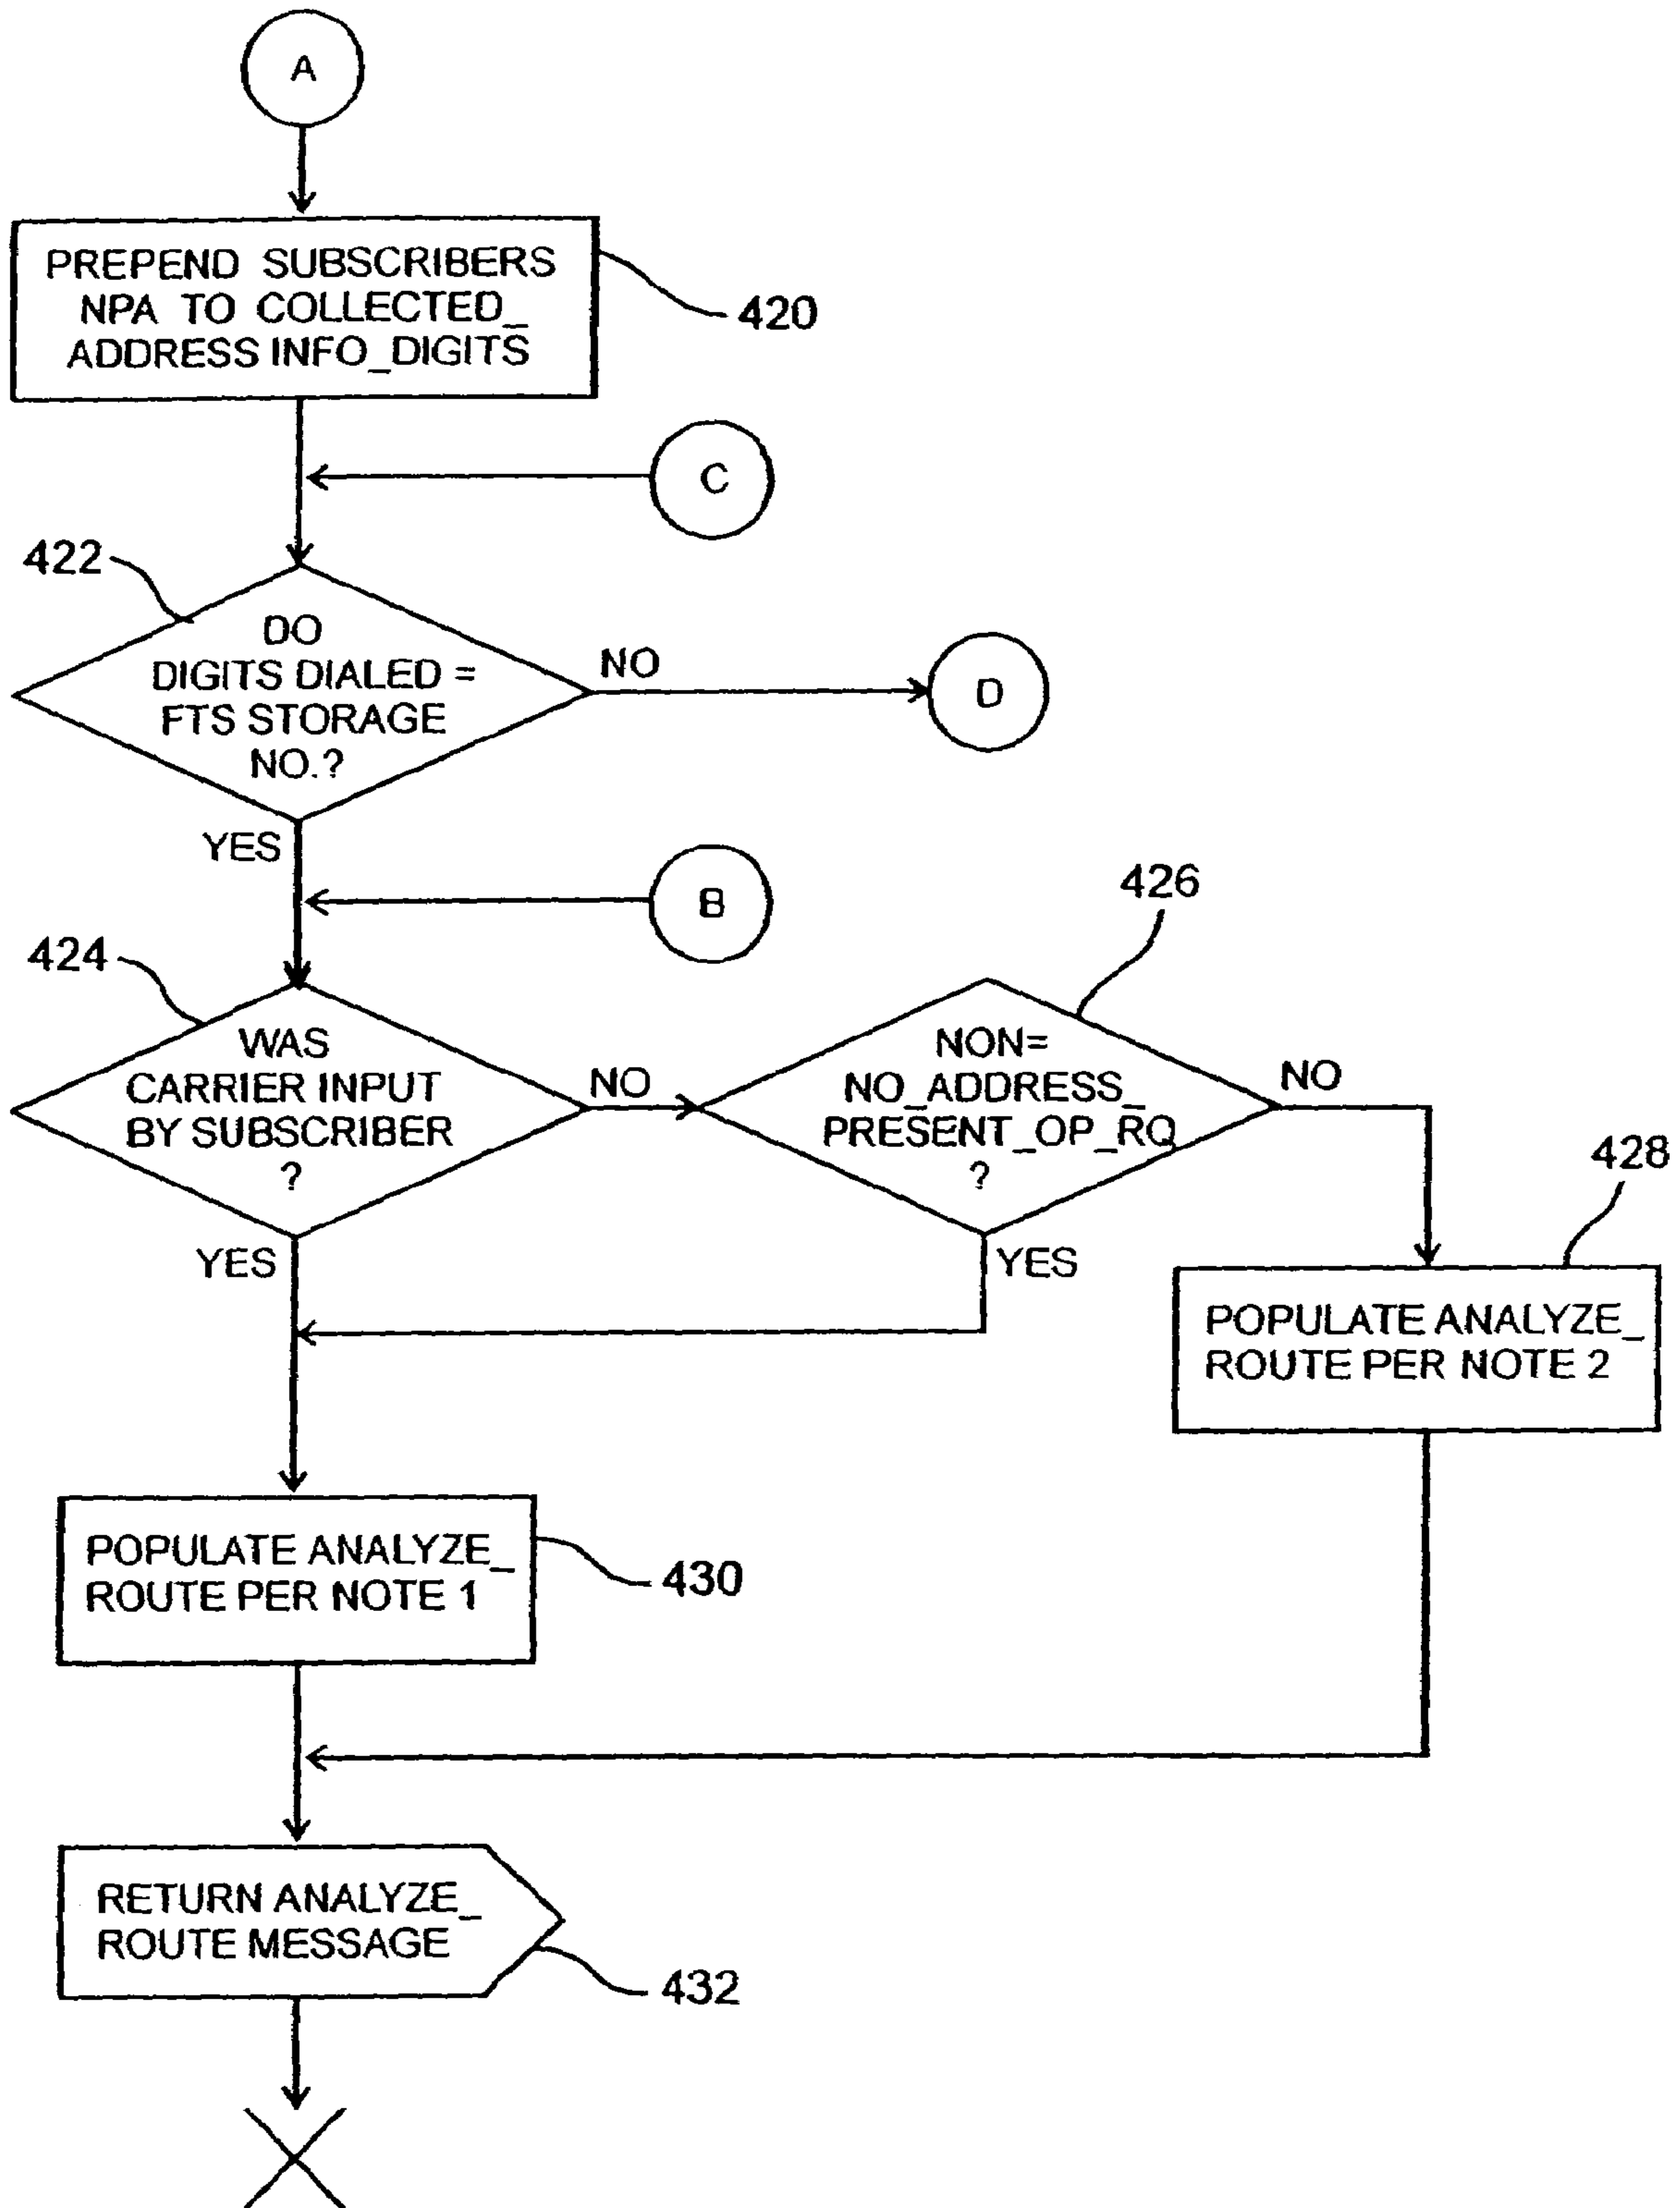 A
PREPEND SUBSCRIBERS
NPA TO COLLECTED_
ADDRESS INFO_DIGITS
420
C
422
DO
DIGITS DIALED =
FTS STORAGE
NO.?
NO
D
YES
B
424
WAS
CARRIER INPUT
BY SUBSCRIBER
?
NO
426
NON=
NO_ADDRESS_
PRESENT_OP_RQ
?
NO
YES
YES
428
POPULATE ANALYZE_
ROUTE PER NOTE 2
POPULATE ANALYZE_
ROUTE PER NOTE 1
430
RETURN ANALYZE_
ROUTE MESSAGE
432